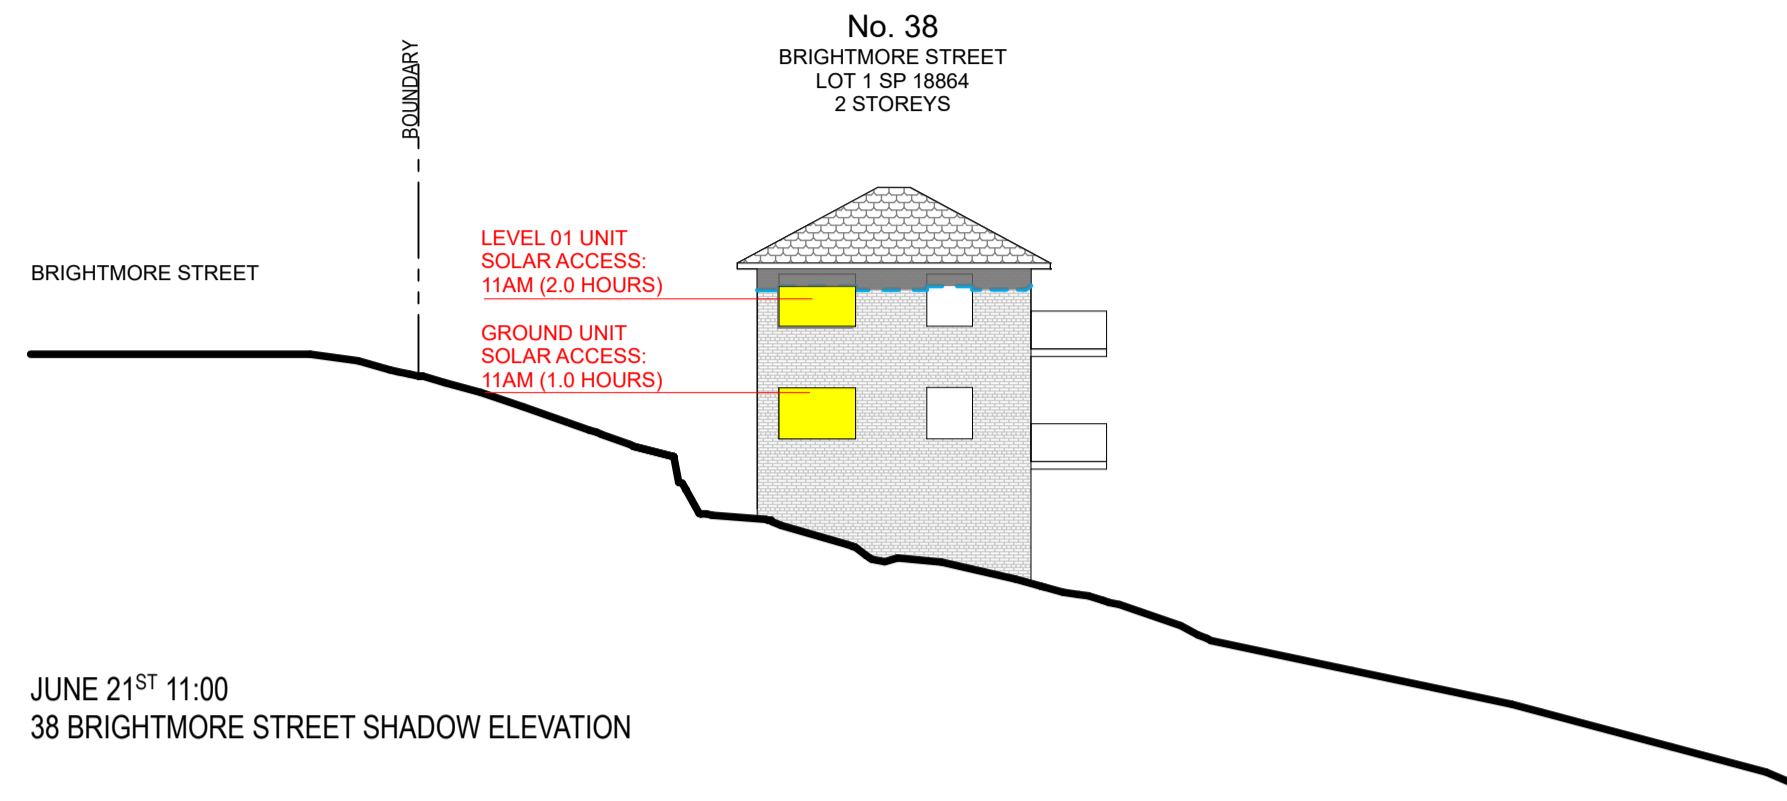 No. 38
BRIGHTMORE STREET
LOT 1 SP 18864
2 STOREYS
BOUNDARY
LEVEL 01 UNIT
SOLAR ACCESS:
11AM (2.0 HOURS)
BRIGHTMORE STREET
GROUND UNIT
SOLAR ACCESS:
11AM (1.0 HOURS)
JUNE 21ST 11:00
38 BRIGHTMORE STREET SHADOW ELEVATION